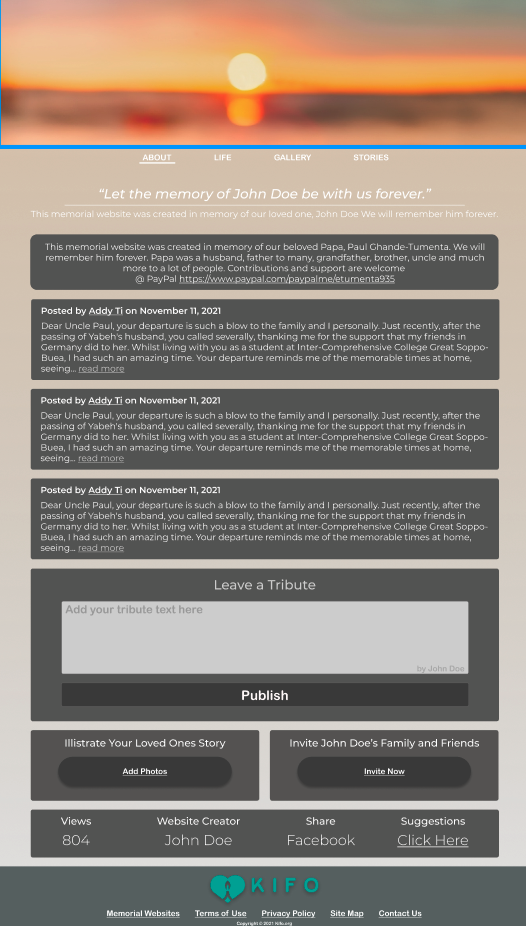 ABOUT LIFE GALLERY STORIES
“Let the memory of John Doe be with us forever.”
This memorial website was created in memory of our loved one, John Doe We will remember him forever.
This memorial website was created in memory of our beloved Papa, Paul Ghande-Tumenta. We will
remember him forever. Papa was a husband, father to many, grandfather, brother, uncle and much
more to a lot of people. Contributions and support are welcome
@ PayPal https://www.paypal.com/paypalme/etumenta935
Posted by Addy Ti on November 11, 2021
Dear Uncle Paul, your departure is such a blow to the family and I personally. Just recently, after the
passing of Yabeh's husband, you called severally, thanking me for the support that my friends in
Germany did to her. Whilst living with you as a student at Inter-Comprehensive College Great Soppo-
Buea, I had such an amazing time. Your departure reminds me of the memorable times at home,
seeing... read more
Posted by Addy Ti on November 11, 2021
Dear Uncle Paul, your departure is such a blow to the family and I personally. Just recently, after the
passing of Yabeh's husband, you called severally, thanking me for the support that my friends in
Germany did to her. Whilst living with you as a student at Inter-Comprehensive College Great Soppo-
Buea, I had such an amazing time. Your departure reminds me of the memorable times at home,
seeing... read more
Posted by Addy Ti on November 11, 2021
Dear Uncle Paul, your departure is such a blow to the family and I personally. Just recently, after the
passing of Yabeh's husband, you called severally, thanking me for the support that my friends in
Germany did to her. Whilst living with you as a student at Inter-Comprehensive College Great Soppo-
Buea, I had such an amazing time. Your departure reminds me of the memorable times at home,
seeing... read more
Leave a Tribute
Add your tribute text here
by John Doe
Publish
Illistrate Your Loved Ones Story
Add Photos
Invite John Doe's Family and Friends
Invite Now
Views Website Creator Share Suggestions
804 John Doe Facebook Click Here
KIFO
Memorial Websites Terms of Use Privacy Policy Site Map Contact Us
Copyright © 2021 Kifo.org